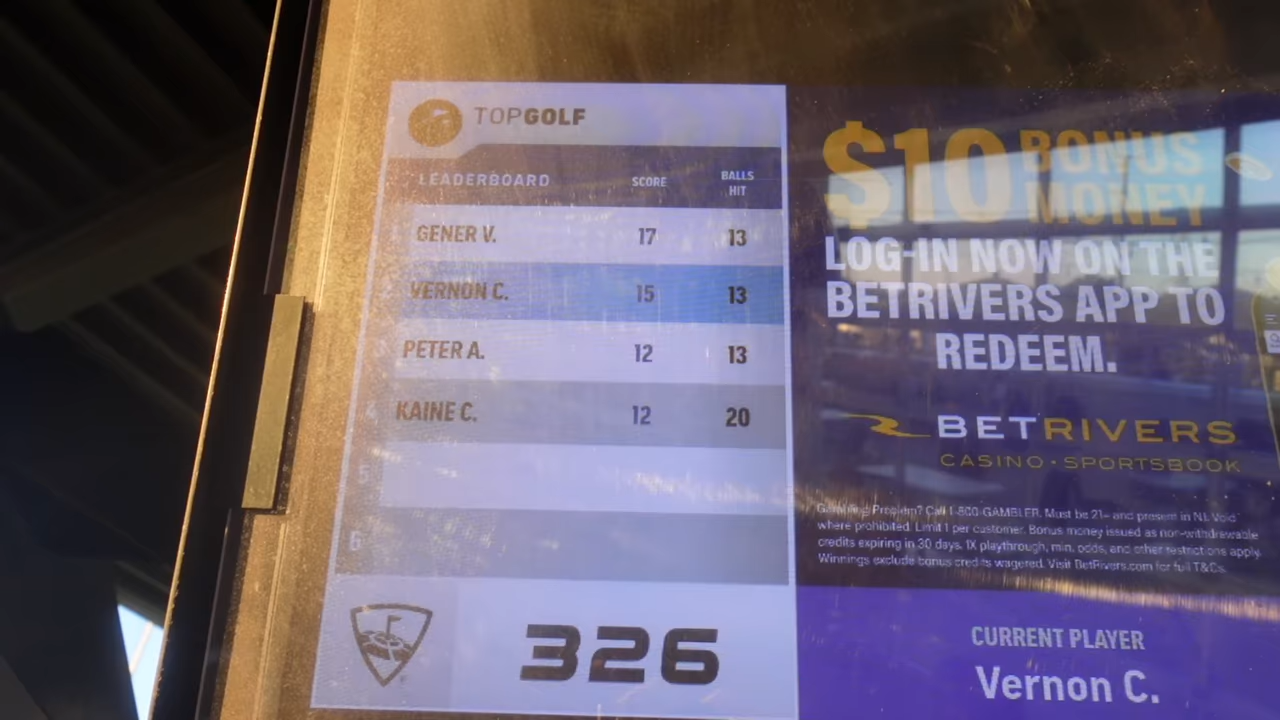 TOPGOLF
LEADERBOARD SCORE BALLS HIT
GENER V. 17 13
VERNON C. 15 13
PETER A. 12 13
KAINE C. 12 20
5
6
326
$10 BONUS MONEY
LOG-IN NOW ON THE
BETRIVERS APP TO
REDEEM.
BETRIVERS
CASINO · SPORTSBOOK
Gambling Problem? Call 1-800-GAMBLER. Must be 21+ and present in NJ. Void
where prohibited. Limit 1 per customer. Bonus money issued as non-withdrawable
credits expiring in 30 days. 1X playthrough, min. odds, and other restrictions apply.
Winnings exclude bonus credits wagered. Visit BetRivers.com for full T&Cs.
CURRENT PLAYER
Vernon C.